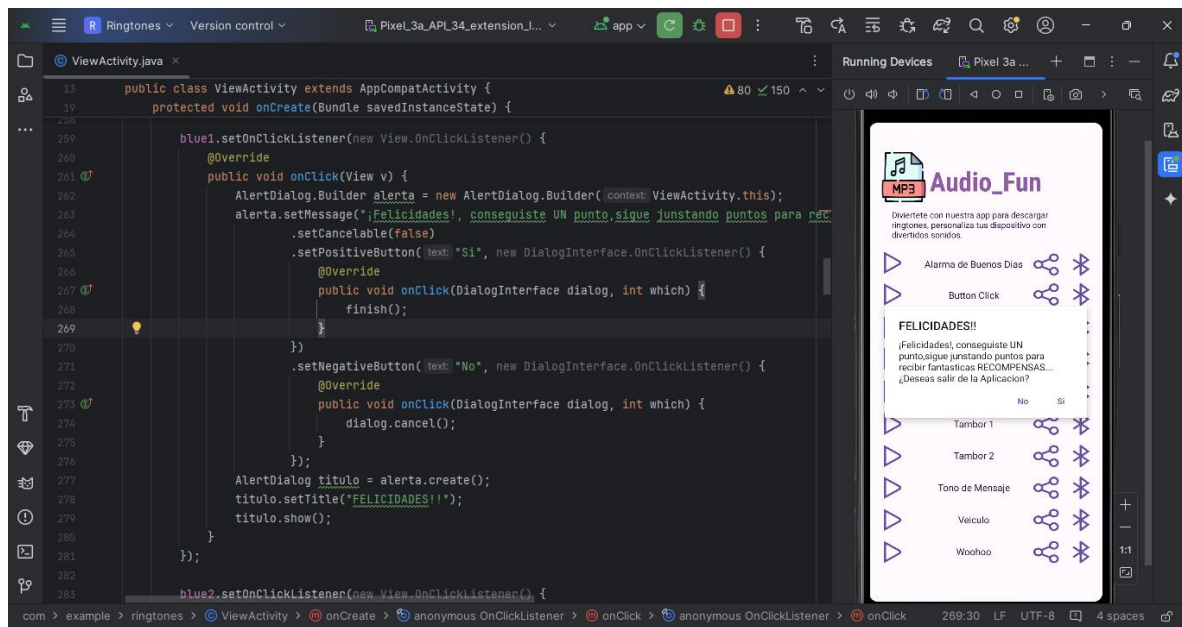 R Ringtones Version control Pixel_3a_API_34_extension_l... app
ViewActivity.java
Running Devices Pixel 3a ...
80 150
13 public class ViewActivity extends AppCompatActivity {
19 protected void onCreate(Bundle savedInstanceState) {
258
259 blue1.setOnClickListener(new View.OnClickListener() {
260 @Override
261 public void onClick(View v) {
262 AlertDialog.Builder alerta = new AlertDialog.Builder( context: ViewActivity.this);
263 alerta.setMessage("¡Felicidades!, conseguiste UN punto,sigue junstando puntos para rec
264 .setCancelable(false)
265 .setPositiveButton( text: "Si", new DialogInterface.OnClickListener() {
266 @Override
267 public void onClick(DialogInterface dialog, int which) {
268 finish();
269 }
270 })
271 .setNegativeButton( text: "No", new DialogInterface.OnClickListener() {
272 @Override
273 public void onClick(DialogInterface dialog, int which) {
274 dialog.cancel();
275 }
276 });
277 AlertDialog titulo = alerta.create();
278 titulo.setTitle("FELICIDADES!!");
279 titulo.show();
280 }
281 });
282
283 blue2.setOnClickListener(new View.OnClickListener() {
MP3
Audio_Fun
Diviertete con nuestra app para descargar
ringtones, personaliza tus dispositivo con
divertidos sonidos.
Alarma de Buenos Dias
Button Click
FELICIDADES!!
¡Felicidades!, conseguiste UN
punto,sigue junstando puntos para
recibir fantasticas RECOMPENSAS...
¿Deseas salir de la Aplicacion?
No Si
Tambor 1
Tambor 2
Tono de Mensaje
Veiculo
Woohoo
1:1
com > example > ringtones > ViewActivity > onCreate > anonymous OnClickListener > onClick > anonymous OnClickListener > onClick 269:30 LF UTF-8 4 spaces